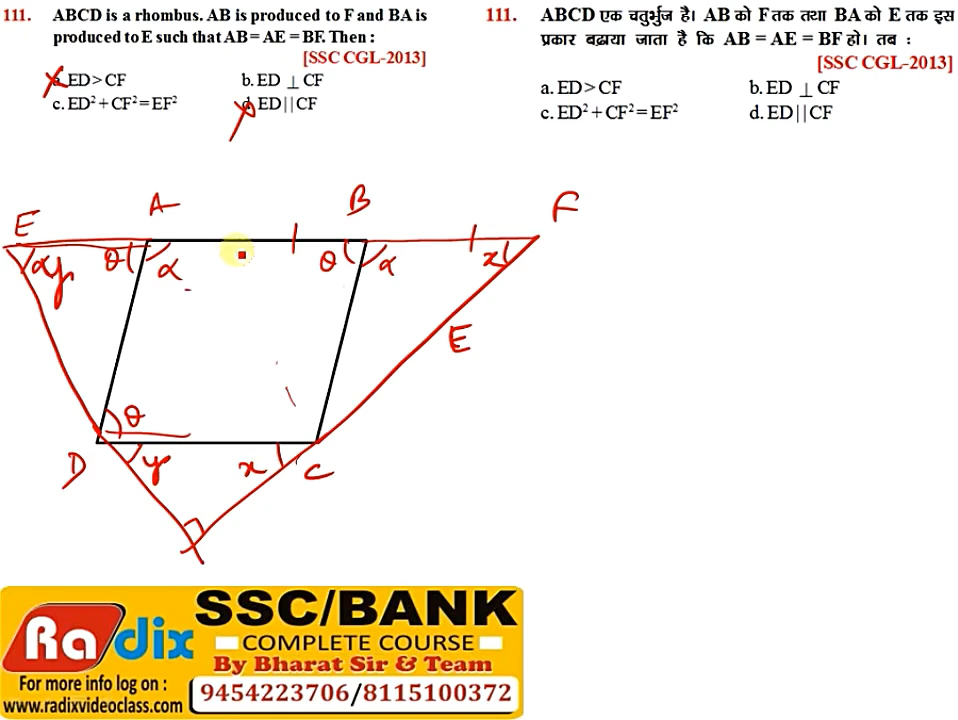 111. ABCD is a rhombus. AB is produced to F and BA is
produced to E such that AB = AE = BF. Then :
[SSC CGL-2013]
a. ED > CF b. ED ⊥ CF
c. ED² + CF² = EF² d. ED || CF
111. ABCD एक चतुर्भुज है। AB को F तक तथा BA को E तक इस
प्रकार बढ़ाया जाता है कि AB = AE = BF हो। तब :
[SSC CGL-2013]
a. ED > CF b. ED ⊥ CF
c. ED² + CF² = EF² d. ED || CF
E A B F
y θ α θ α x
E
θ
D y x C
Radix
SSC/BANK
COMPLETE COURSE
By Bharat Sir & Team
For more info log on :
www.radixvideoclass.com
9454223706/8115100372